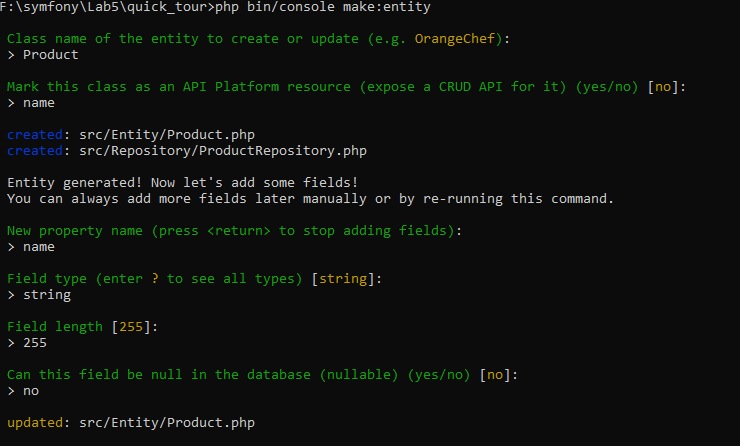 F:\symfony\Lab5\quick_tour>php bin/console make:entity
Class name of the entity to create or update (e.g. OrangeChef):
> Product
Mark this class as an API Platform resource (expose a CRUD API for it) (yes/no) [no]:
> name
created: src/Entity/Product.php
created: src/Repository/ProductRepository.php
Entity generated! Now let's add some fields!
You can always add more fields later manually or by re-running this command.
New property name (press <return> to stop adding fields):
> name
Field type (enter ? to see all types) [string]:
> string
Field length [255]:
> 255
Can this field be null in the database (nullable) (yes/no) [no]:
> no
updated: src/Entity/Product.php